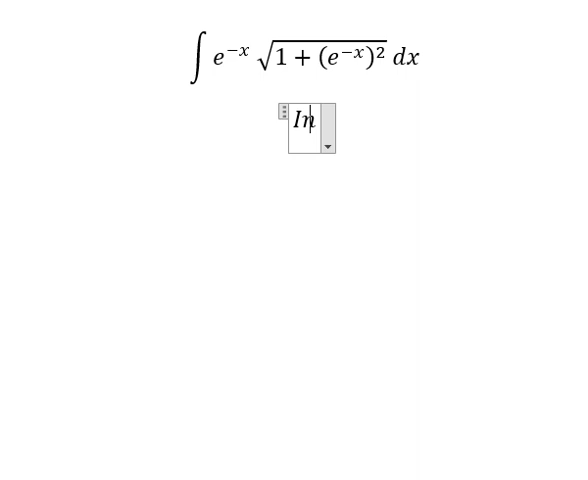 ∫ e^{-x} √(1 + (e^{-x})²) dx
In